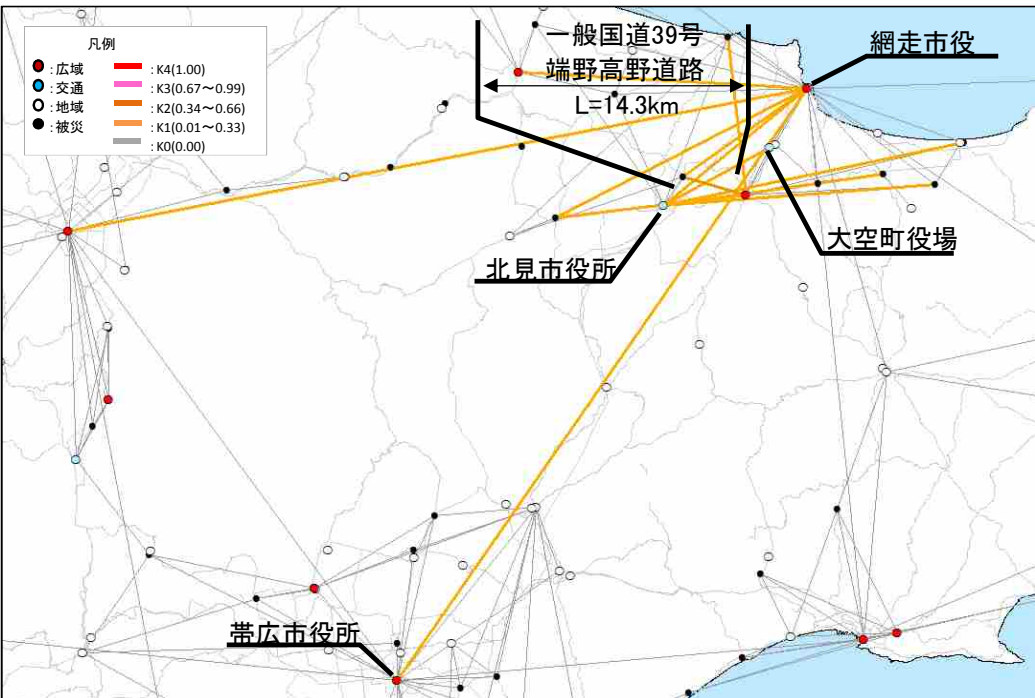 凡例
：広域
：交通
：地域
：被災
：K4(1.00)
：K3(0.67～0.99)
：K2(0.34～0.66)
：K1(0.01～0.33)
：K0(0.00)
一般国道39号
端野高野道路
L=14.3km
網走市役
大空町役場
北見市役所
帯広市役所